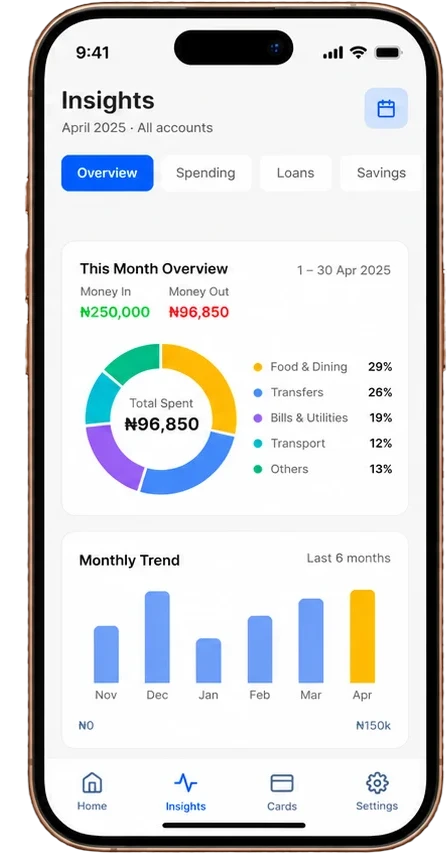 9:41
Insights
April 2025 · All accounts
Overview Spending Loans Savings
This Month Overview 1 – 30 Apr 2025
Money In Money Out
₦250,000 ₦96,850
Total Spent
₦96,850
Food & Dining 29%
Transfers 26%
Bills & Utilities 19%
Transport 12%
Others 13%
Monthly Trend Last 6 months
Nov Dec Jan Feb Mar Apr
₦0 ₦150k
Home Insights Cards Settings